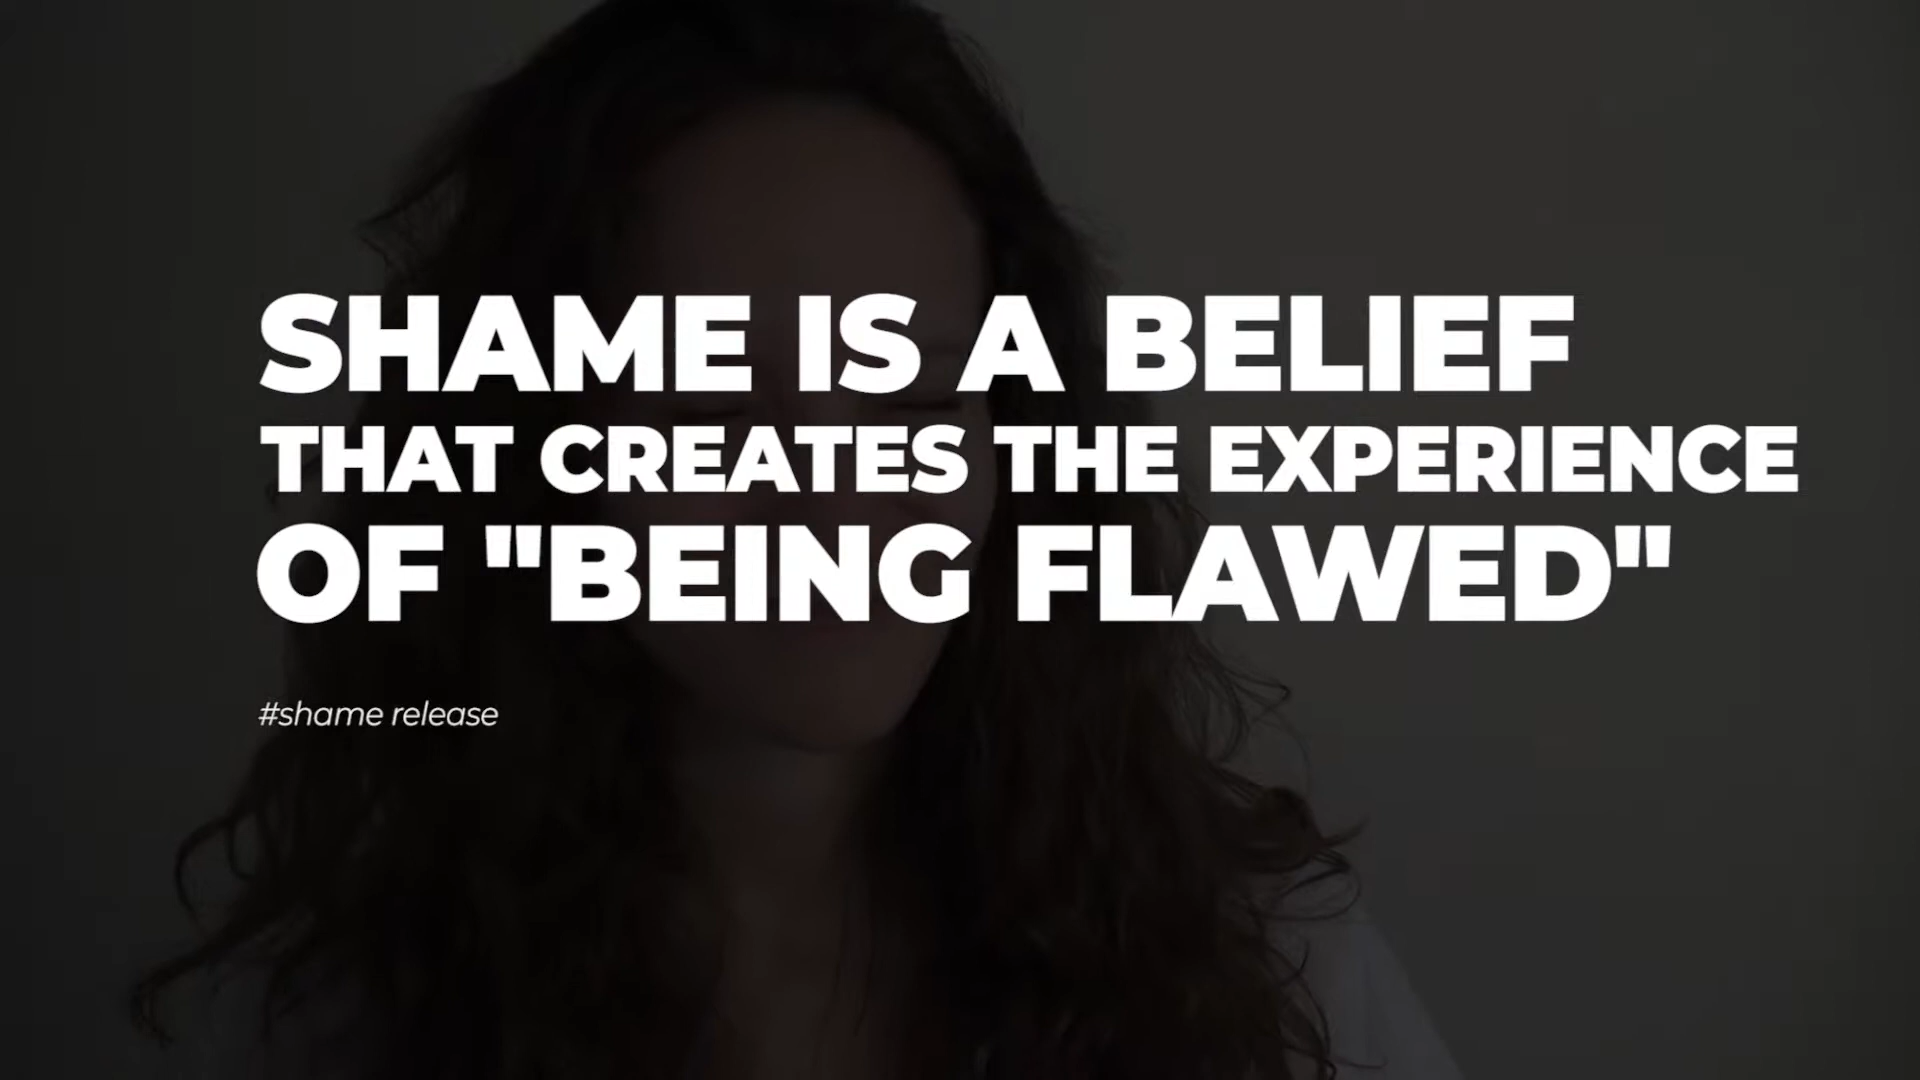 SHAME IS A BELIEF
THAT CREATES THE EXPERIENCE
OF "BEING FLAWED"
#shame release